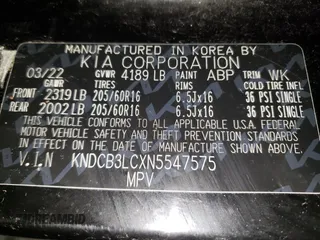 MANUFACTURED IN KOREA BY
KIA CORPORATION
03/22 GVWR 4189 LB PAINT ABP TRIM WK
GAWR TIRES RIMS COLD TIRE INFL
FRONT 2319LB 205/60R16 6.5Jx16 36 PSI SINGLE
REAR 2002LB 205/60R16 6.5Jx16 36 PSI SINGLE
THIS VEHICLE CONFORMS TO ALL APPLICABLE U.S.A. FEDERAL
MOTOR VEHICLE SAFETY AND THEFT PREVENTION STANDARDS
IN EFFECT ON THE DATE OF MANUFACTURE SHOWN ABOVE.
V.I.N KNDCB3LCXN5547575
MPV
SCREAMBID